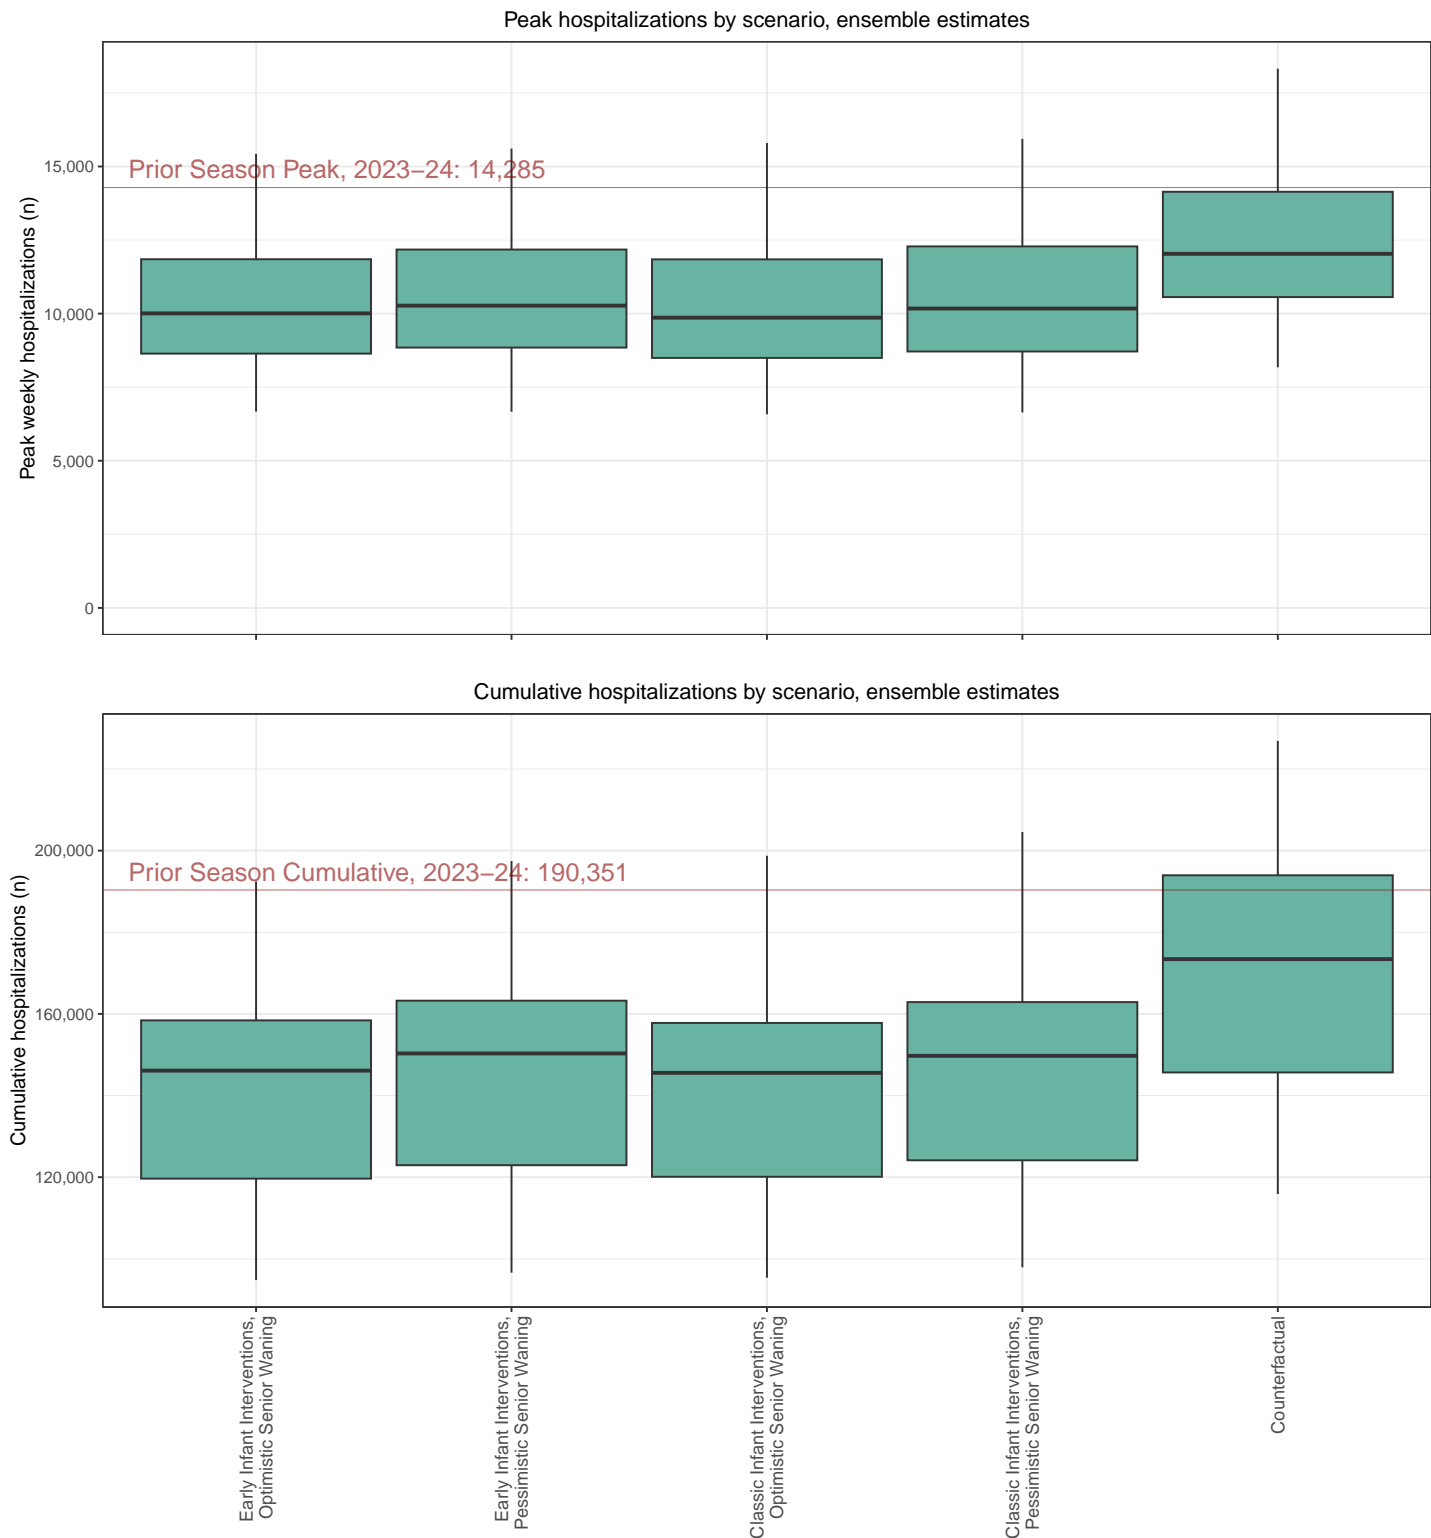 Peak hospitalizations by scenario, ensemble estimates
Peak weekly hospitalizations (n)
15,000
10,000
5,000
0
Prior Season Peak, 2023–24: 14,285
Cumulative hospitalizations by scenario, ensemble estimates
Cumulative hospitalizations (n)
200,000
160,000
120,000
Prior Season Cumulative, 2023–24: 190,351
Early Infant Interventions,
Optimistic Senior Waning
Early Infant Interventions,
Pessimistic Senior Waning
Classic Infant Interventions,
Optimistic Senior Waning
Classic Infant Interventions,
Pessimistic Senior Waning
Counterfactual